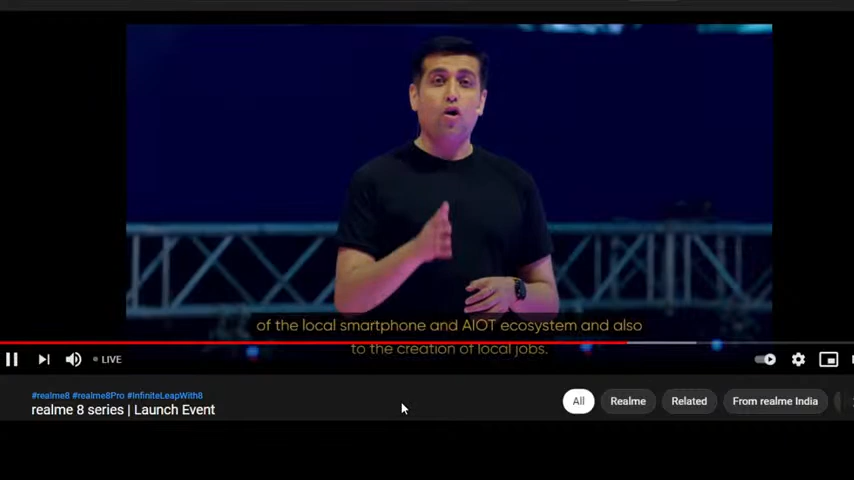 of the local smartphone and AIOT ecosystem and also
to the creation of local jobs.
LIVE
#realme8 #realme8Pro #InfiniteLeapWith8
realme 8 series | Launch Event
All
Realme
Related
From realme India